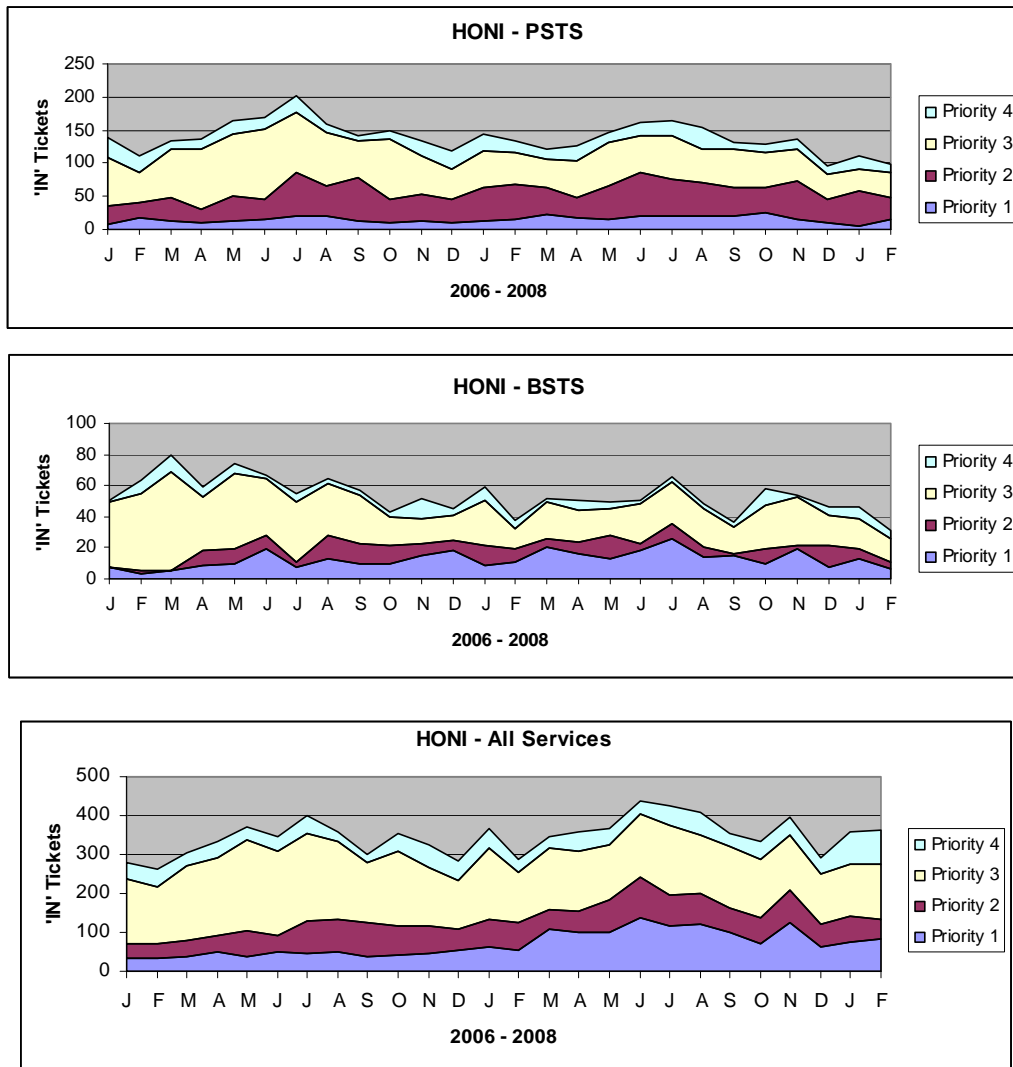 HONI - PSTS
250
200
150
100
50
0
'IN' Tickets
J F M A M J J A S O N D J F M A M J J A S O N D J F
2006 - 2008
Priority 4
Priority 3
Priority 2
Priority 1
HONI - BSTS
100
80
60
40
20
0
'IN' Tickets
J F M A M J J A S O N D J F M A M J J A S O N D J F
2006 - 2008
Priority 4
Priority 3
Priority 2
Priority 1
HONI - All Services
500
400
300
200
100
0
'IN' Tickets
J F M A M J J A S O N D J F M A M J J A S O N D J F
2006 - 2008
Priority 4
Priority 3
Priority 2
Priority 1